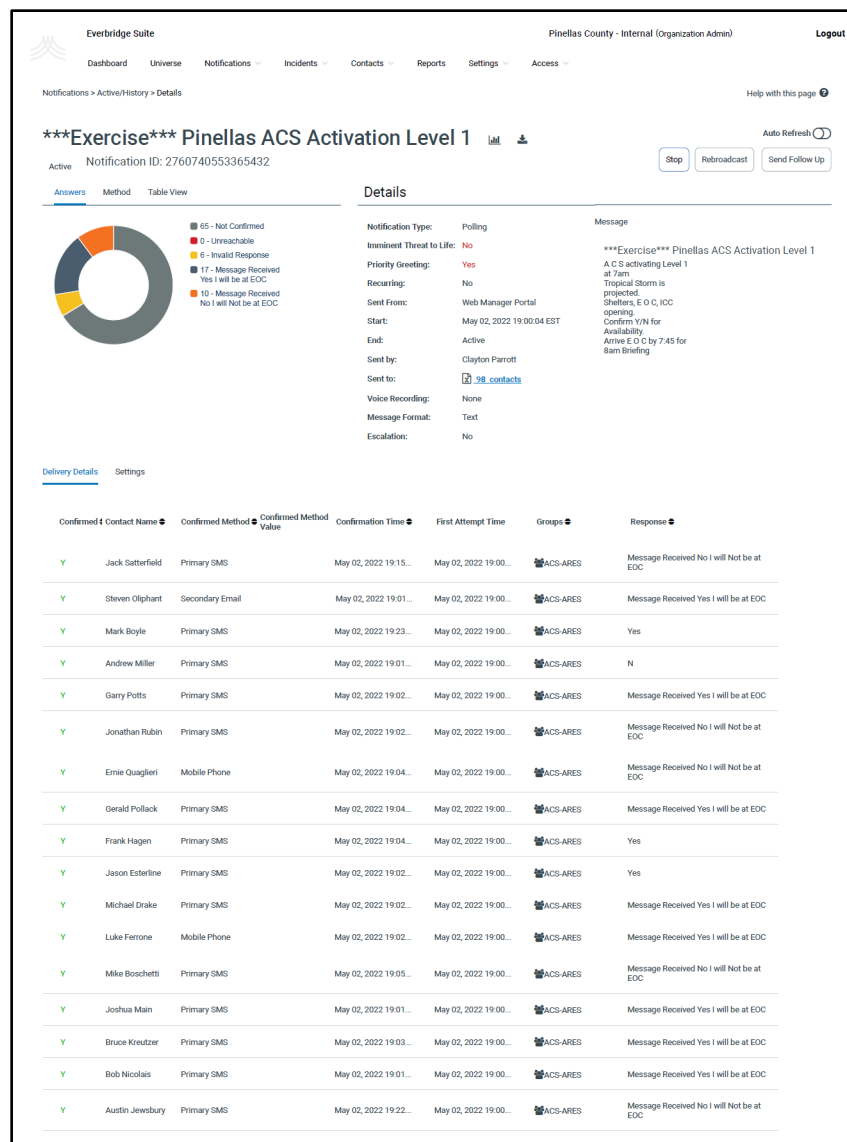 Everbridge Suite
Pinellas County - Internal (Organization Admin)
Logout
Dashboard Universe Notifications Incidents Contacts Reports Settings Access
Notifications > Active/History > Details
Help with this page
***Exercise*** Pinellas ACS Activation Level 1
Auto Refresh
Active Notification ID: 2760740553365432
Stop Rebroadcast Send Follow Up
Answers Method Table View
65 - Not Confirmed
0 - Unreachable
6 - Invalid Response
17 - Message Received
Yes I will be at EOC
10 - Message Received
No I will Not be at EOC
Details
Notification Type: Polling
Imminent Threat to Life: No
Priority Greeting: Yes
Recurring: No
Sent From: Web Manager Portal
Start: May 02, 2022 19:00:04 EST
End: Active
Sent by: Clayton Parrott
Sent to: 98 contacts
Voice Recording: None
Message Format: Text
Escalation: No
Message
***Exercise*** Pinellas ACS Activation Level 1
A C S activating Level 1
at 7am
Tropical Storm is
projected.
Shelters, E O C, ICC
opening.
Confirm Y/N for
Availability.
Arrive E O C by 7:45 for
8am Briefing
Delivery Details Settings
Confirmed Contact Name Confirmed Method Confirmed Method Value Confirmation Time First Attempt Time Groups Response
Y Jack Satterfield Primary SMS May 02, 2022 19:15... May 02, 2022 19:00... ACS-ARES Message Received No I will Not be at
EOC
Y Steven Oliphant Secondary Email May 02, 2022 19:01... May 02, 2022 19:00... ACS-ARES Message Received Yes I will be at EOC
Y Mark Boyle Primary SMS May 02, 2022 19:23... May 02, 2022 19:00... ACS-ARES Yes
Y Andrew Miller Primary SMS May 02, 2022 19:01... May 02, 2022 19:00... ACS-ARES N
Y Garry Potts Primary SMS May 02, 2022 19:02... May 02, 2022 19:00... ACS-ARES Message Received Yes I will be at EOC
Y Jonathan Rubin Primary SMS May 02, 2022 19:02... May 02, 2022 19:00... ACS-ARES Message Received No I will Not be at
EOC
Y Ernie Quaglieri Mobile Phone May 02, 2022 19:04... May 02, 2022 19:00... ACS-ARES Message Received No I will Not be at
EOC
Y Gerald Pollack Primary SMS May 02, 2022 19:04... May 02, 2022 19:00... ACS-ARES Message Received Yes I will be at EOC
Y Frank Hagen Primary SMS May 02, 2022 19:04... May 02, 2022 19:00... ACS-ARES Yes
Y Jason Esterline Primary SMS May 02, 2022 19:02... May 02, 2022 19:00... ACS-ARES Yes
Y Michael Drake Primary SMS May 02, 2022 19:02... May 02, 2022 19:00... ACS-ARES Message Received Yes I will be at EOC
Y Luke Ferrone Mobile Phone May 02, 2022 19:02... May 02, 2022 19:00... ACS-ARES Message Received Yes I will be at EOC
Y Mike Boschetti Primary SMS May 02, 2022 19:05... May 02, 2022 19:00... ACS-ARES Message Received No I will Not be at
EOC
Y Joshua Main Primary SMS May 02, 2022 19:01... May 02, 2022 19:00... ACS-ARES Message Received Yes I will be at EOC
Y Bruce Kreutzer Primary SMS May 02, 2022 19:03... May 02, 2022 19:00... ACS-ARES Message Received Yes I will be at EOC
Y Bob Nicolais Primary SMS May 02, 2022 19:01... May 02, 2022 19:00... ACS-ARES Message Received Yes I will be at EOC
Y Austin Jewsbury Primary SMS May 02, 2022 19:22... May 02, 2022 19:00... ACS-ARES Message Received No I will Not be at
EOC